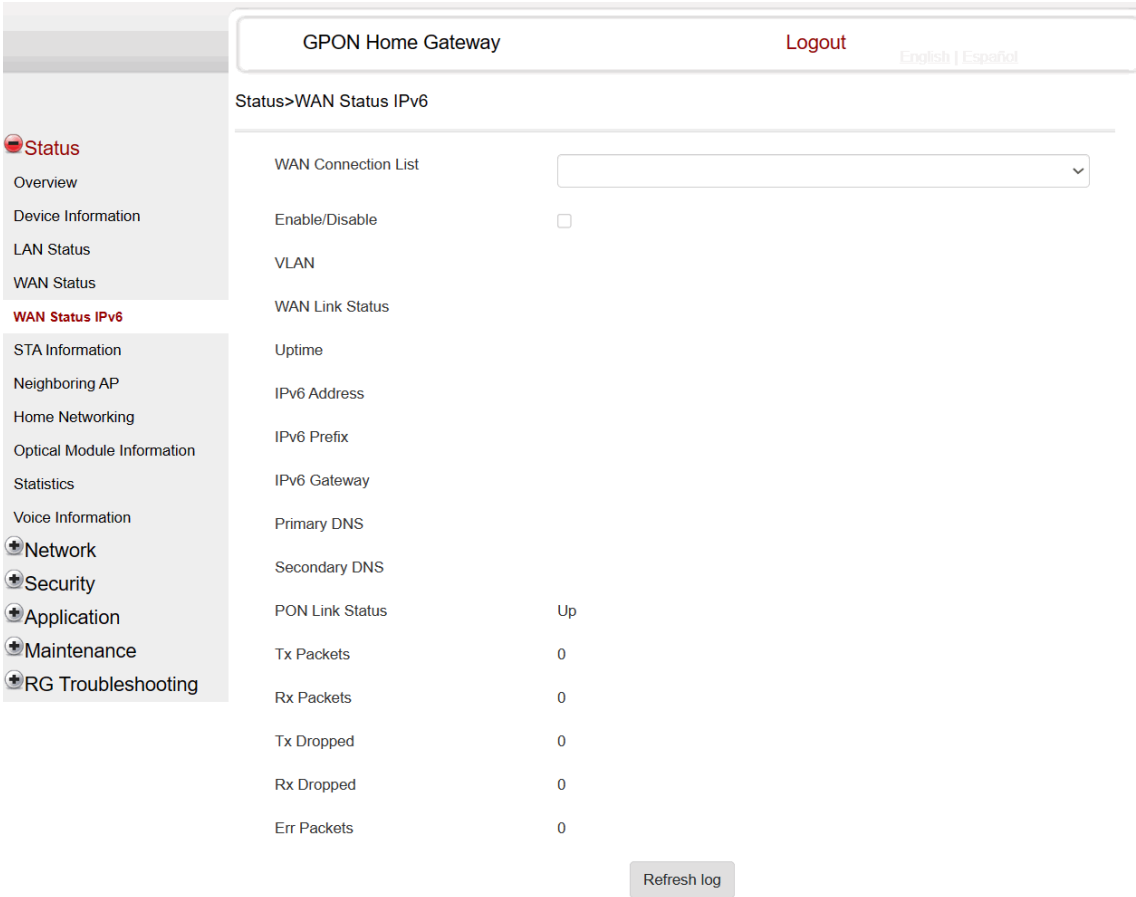 GPON Home Gateway
Logout
English | Español
Status>WAN Status IPv6
Status
Overview
Device Information
LAN Status
WAN Status
WAN Status IPv6
STA Information
Neighboring AP
Home Networking
Optical Module Information
Statistics
Voice Information
Network
Security
Application
Maintenance
RG Troubleshooting
WAN Connection List
Enable/Disable
VLAN
WAN Link Status
Uptime
IPv6 Address
IPv6 Prefix
IPv6 Gateway
Primary DNS
Secondary DNS
PON Link Status Up
Tx Packets 0
Rx Packets 0
Tx Dropped 0
Rx Dropped 0
Err Packets 0
Refresh log